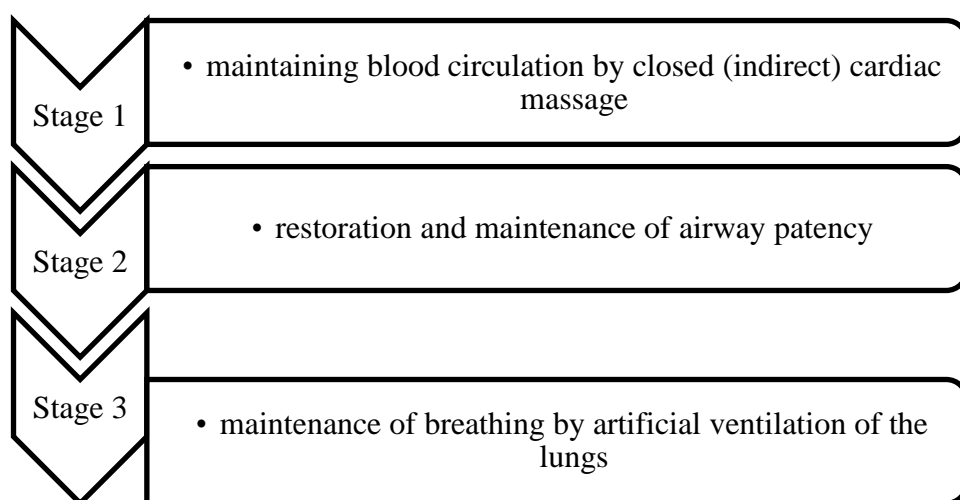 Stage 1
• maintaining blood circulation by closed (indirect) cardiac
massage
Stage 2
• restoration and maintenance of airway patency
Stage 3
• maintenance of breathing by artificial ventilation of the
lungs